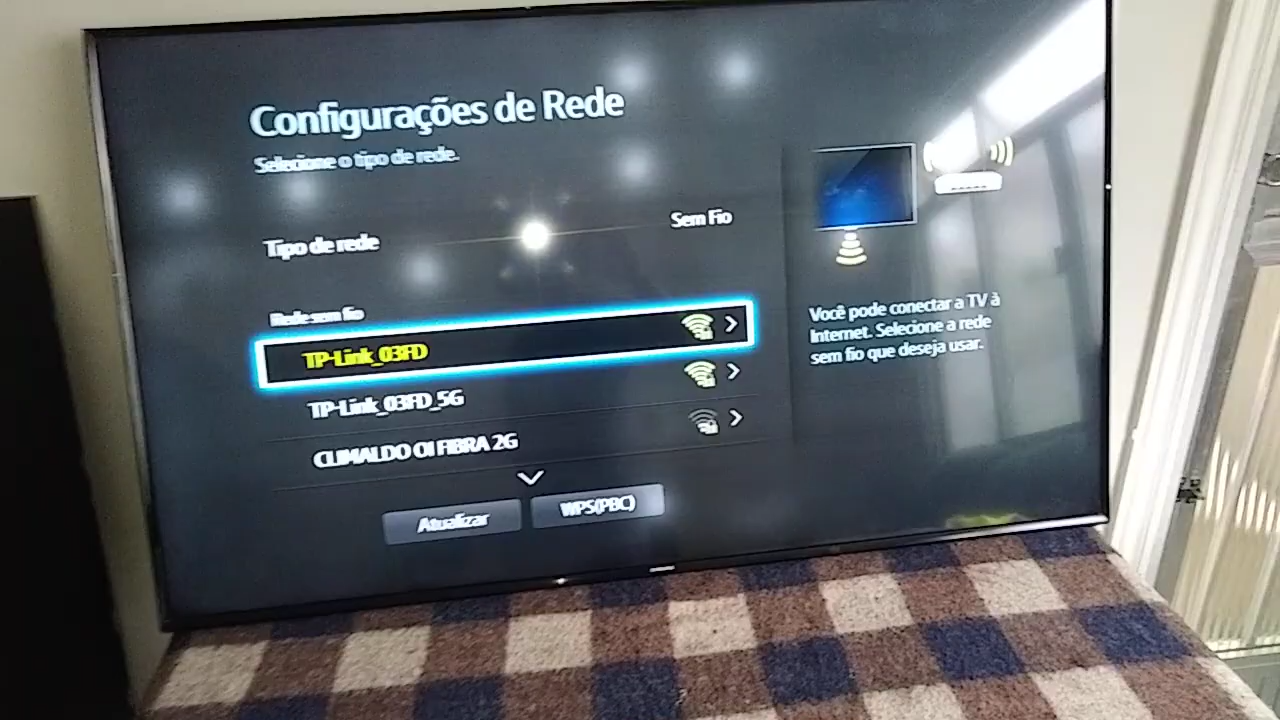 Configurações de Rede
Selecione o tipo de rede.
Tipo de rede
Sem Fio
Rede sem fio
TP-Link_03FD
TP-Link_03FD_5G
CLIMALDO OI FIBRA 2G
Atualizar
WPS(PBC)
Você pode conectar a TV à
Internet. Selecione a rede
sem fio que deseja usar.